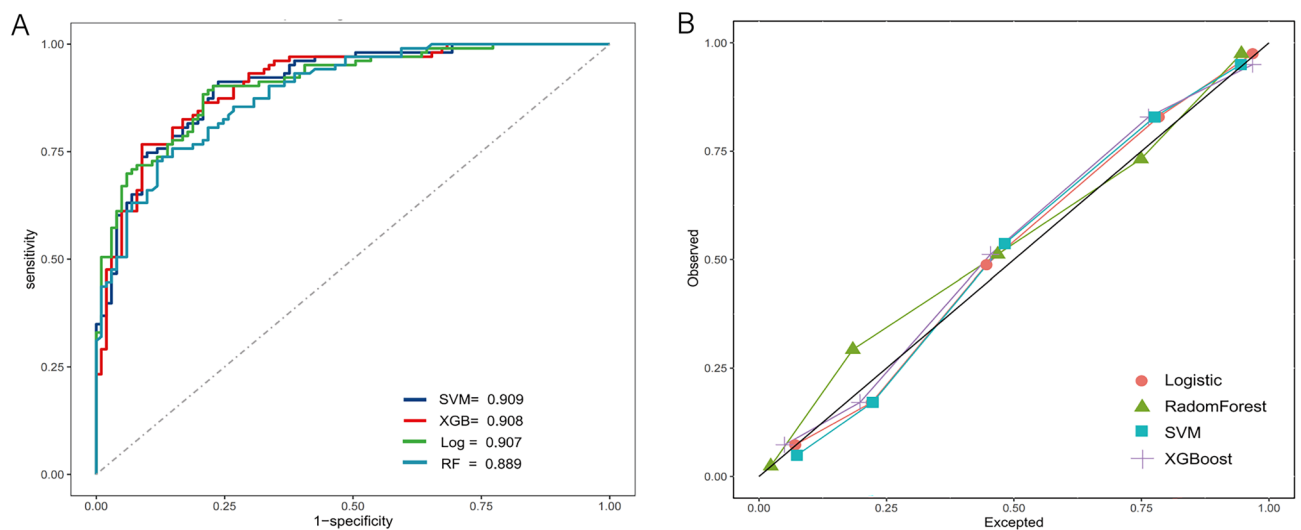 A
1.00
0.75
0.50
0.25
0.00
sensitivity
0.00
0.25
0.50
0.75
1.00
1-specificity
SVM= 0.909
XGB= 0.908
Log = 0.907
RF = 0.889
B
1.00
0.75
0.50
0.25
0.00
Observed
0.00
0.25
0.50
0.75
1.00
Excepted
Logistic
RadomForest
SVM
XGBoost